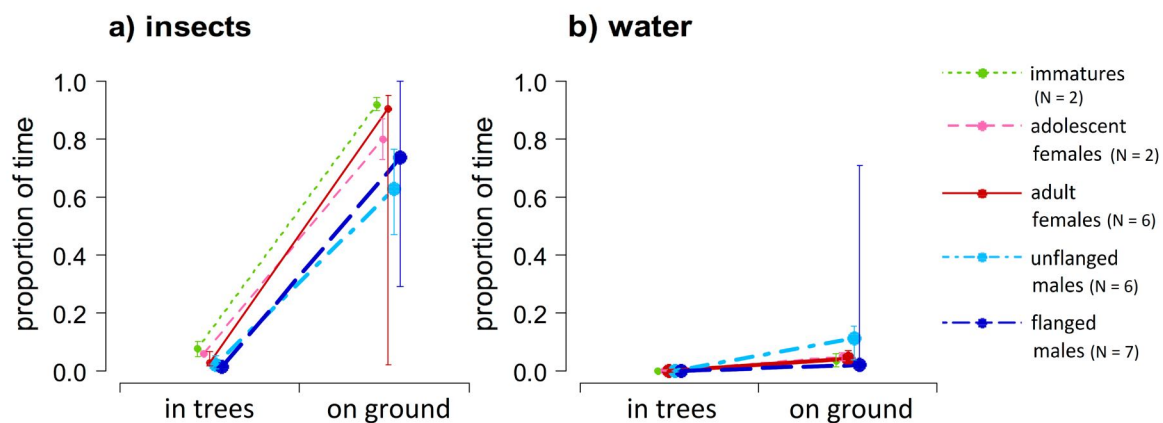 a) insects
proportion of time
1.0
0.8
0.6
0.4
0.2
0.0
in trees
on ground
b) water
proportion of time
1.0
0.8
0.6
0.4
0.2
0.0
in trees
on ground
immatures
(N = 2)
adolescent
females (N = 2)
adult
females (N = 6)
unflanged
males (N = 6)
flanged
males (N = 7)